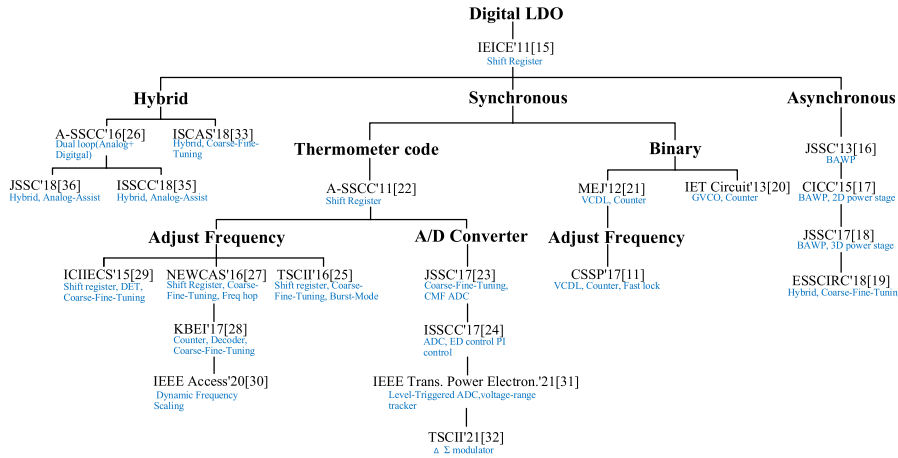 Digital LDO
IEICE'11[15]
Shift Register
Hybrid
Synchronous
Asynchronous
A-SSCC'16[26]
Dual loop(Analog+
Digitgal)
ISCAS'18[33]
Hybrid, Coarse-Fine-
Tuning
JSSC'18[36]
Hybrid, Analog-Assist
ISSCC'18[35]
Hybrid, Analog-Assist
Thermometer code
A-SSCC'11[22]
Shift Register
Binary
MEJ'12[21]
VCDL, Counter
IET Circuit'13[20]
GVCO, Counter
JSSC'13[16]
BAWP
CICC'15[17]
BAWP, 2D power stage
JSSC'17[18]
BAWP, 3D power stage
ESSCIRC'18[19]
Hybrid, Coarse-Fine-Tunin
Adjust Frequency
A/D Converter
Adjust Frequency
ICIIECS'15[29]
Shift register, DET,
Coarse-Fine-Tuning
NEWCAS'16[27]
Shift Register, Coarse-
Fine-Tuning, Freq hop
TSCII'16[25]
Shift register, Coarse-
Fine-Tuning, Burst-Mode
JSSC'17[23]
Coarse-Fine-Tuning,
CMF ADC
CSSP'17[11]
VCDL, Counter, Fast lock
KBEI'17[28]
Counter, Decoder,
Coarse-Fine-Tuning
ISSCC'17[24]
ADC, ED control PI
control
IEEE Access'20[30]
Dynamic Frequency
Scaling
IEEE Trans. Power Electron.'21[31]
Level-Triggered ADC,voltage-range
tracker
TSCII'21[32]
Δ Σ modulator